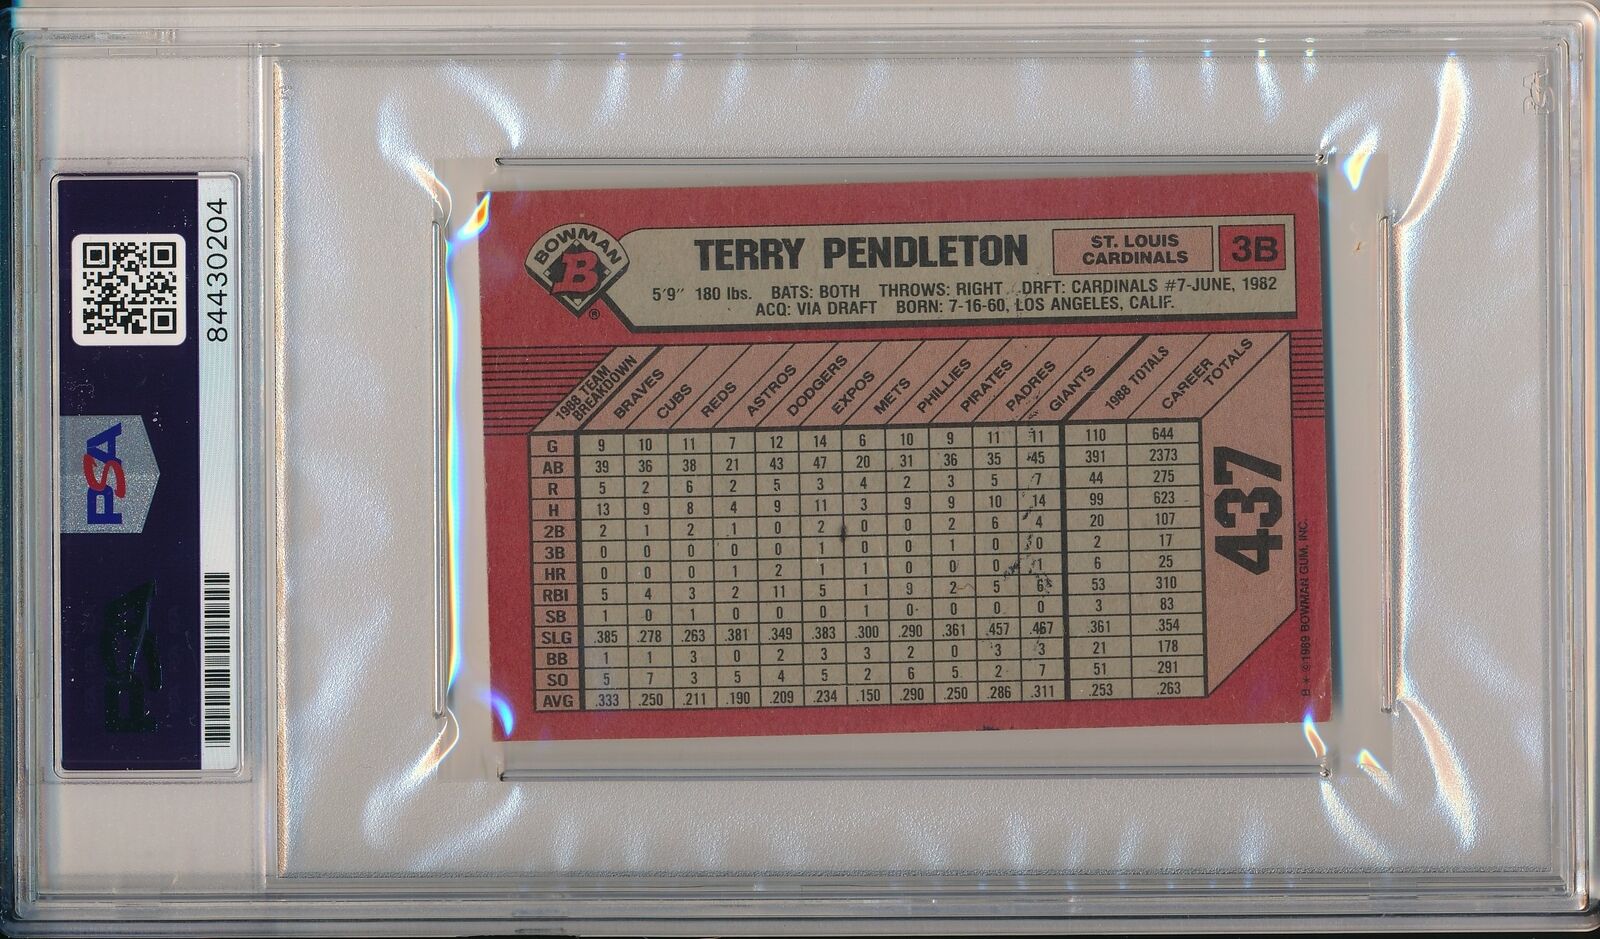 84430204
PSA
PSA
BOWMAN
B
®
TERRY PENDLETON
ST. LOUIS
CARDINALS
3B
5'9" 180 lbs. BATS: BOTH THROWS: RIGHT DRFT: CARDINALS #7-JUNE, 1982
ACQ: VIA DRAFT BORN: 7-16-60, LOS ANGELES, CALIF.
1988 TEAM BREAKDOWN BRAVES CUBS REDS ASTROS DODGERS EXPOS METS PHILLIES PIRATES PADRES GIANTS 1988 TOTALS CAREER TOTALS
G 9 10 11 7 12 14 6 10 9 11 11 110 644
AB 39 36 38 21 43 47 20 31 36 35 45 391 2373
R 5 2 6 2 5 3 4 2 3 5 7 44 275
H 13 9 8 4 9 11 3 9 9 10 14 99 623
2B 2 1 2 1 0 2 0 0 2 6 4 20 107
3B 0 0 0 0 0 1 0 0 1 0 0 2 17
HR 0 0 0 1 2 1 1 0 0 0 1 6 25
RBI 5 4 3 2 11 5 1 9 2 5 6 53 310
SB 1 0 1 0 0 0 1 0 0 0 0 3 83
SLG .385 .278 .263 .381 .349 .383 .300 .290 .361 .457 .467 .361 .354
BB 1 1 3 0 2 3 3 2 0 3 3 21 178
SO 5 7 3 5 4 5 2 6 5 2 7 51 291
AVG .333 .250 .211 .190 .209 .234 .150 .290 .250 .286 .311 .253 .263
437
B * © 1989 BOWMAN GUM, INC.
PSA